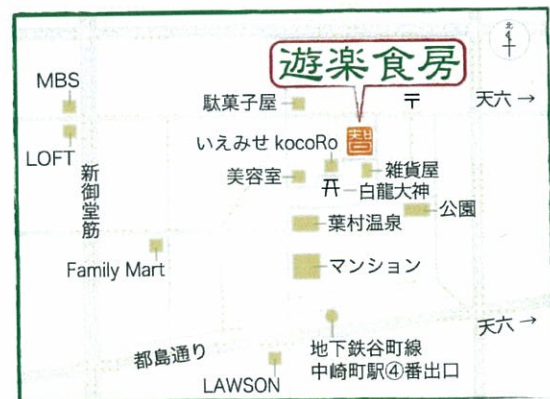 北
遊楽食房
MBS
駄菓子屋
〒
天六→
いえみせ kocoRo
智
LOFT
新御堂筋
美容室
雑貨屋
白龍大神
公園
葉村温泉
Family Mart
マンション
天六→
都島通り
地下鉄谷町線
中崎町駅④番出口
LAWSON